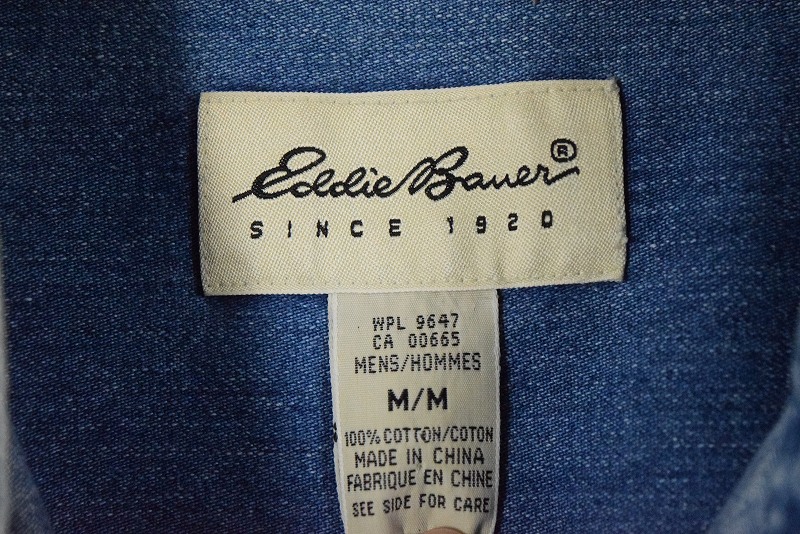 Eddie Bauer®
SINCE 1920
WPL 9647
CA 00665
MENS/HOMMES
M/M
100% COTTON/COTON
MADE IN CHINA
FABRIQUE EN CHINE
SEE SIDE FOR CARE